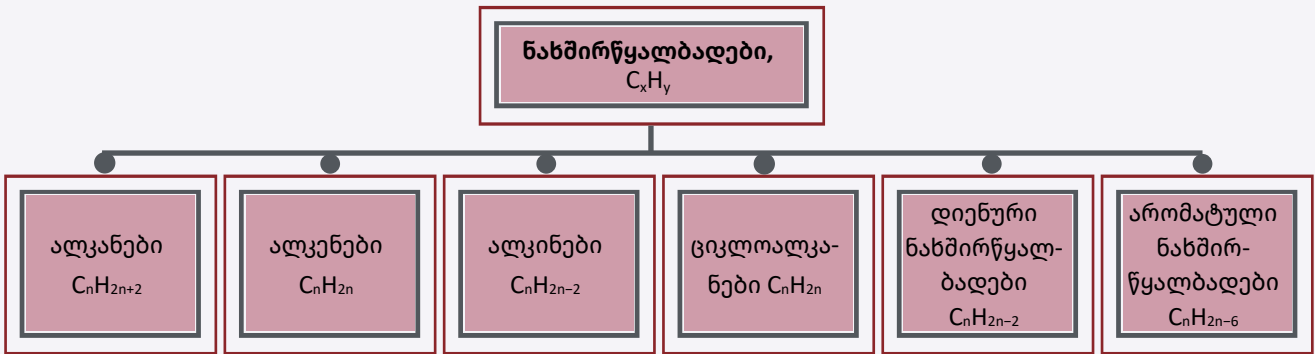 ნახშირწყალბადები,
CₓHᵧ
ალკანები
CₙH₂ₙ₊₂
ალკენები
CₙH₂ₙ
ალკინები
CₙH₂ₙ₋₂
ციკლოალკა-
ნები CₙH₂ₙ
დიენური
ნახშირწყალ-
ბადები
CₙH₂ₙ₋₂
არომატული
ნახშირ-
წყალბადები
CₙH₂ₙ₋₆